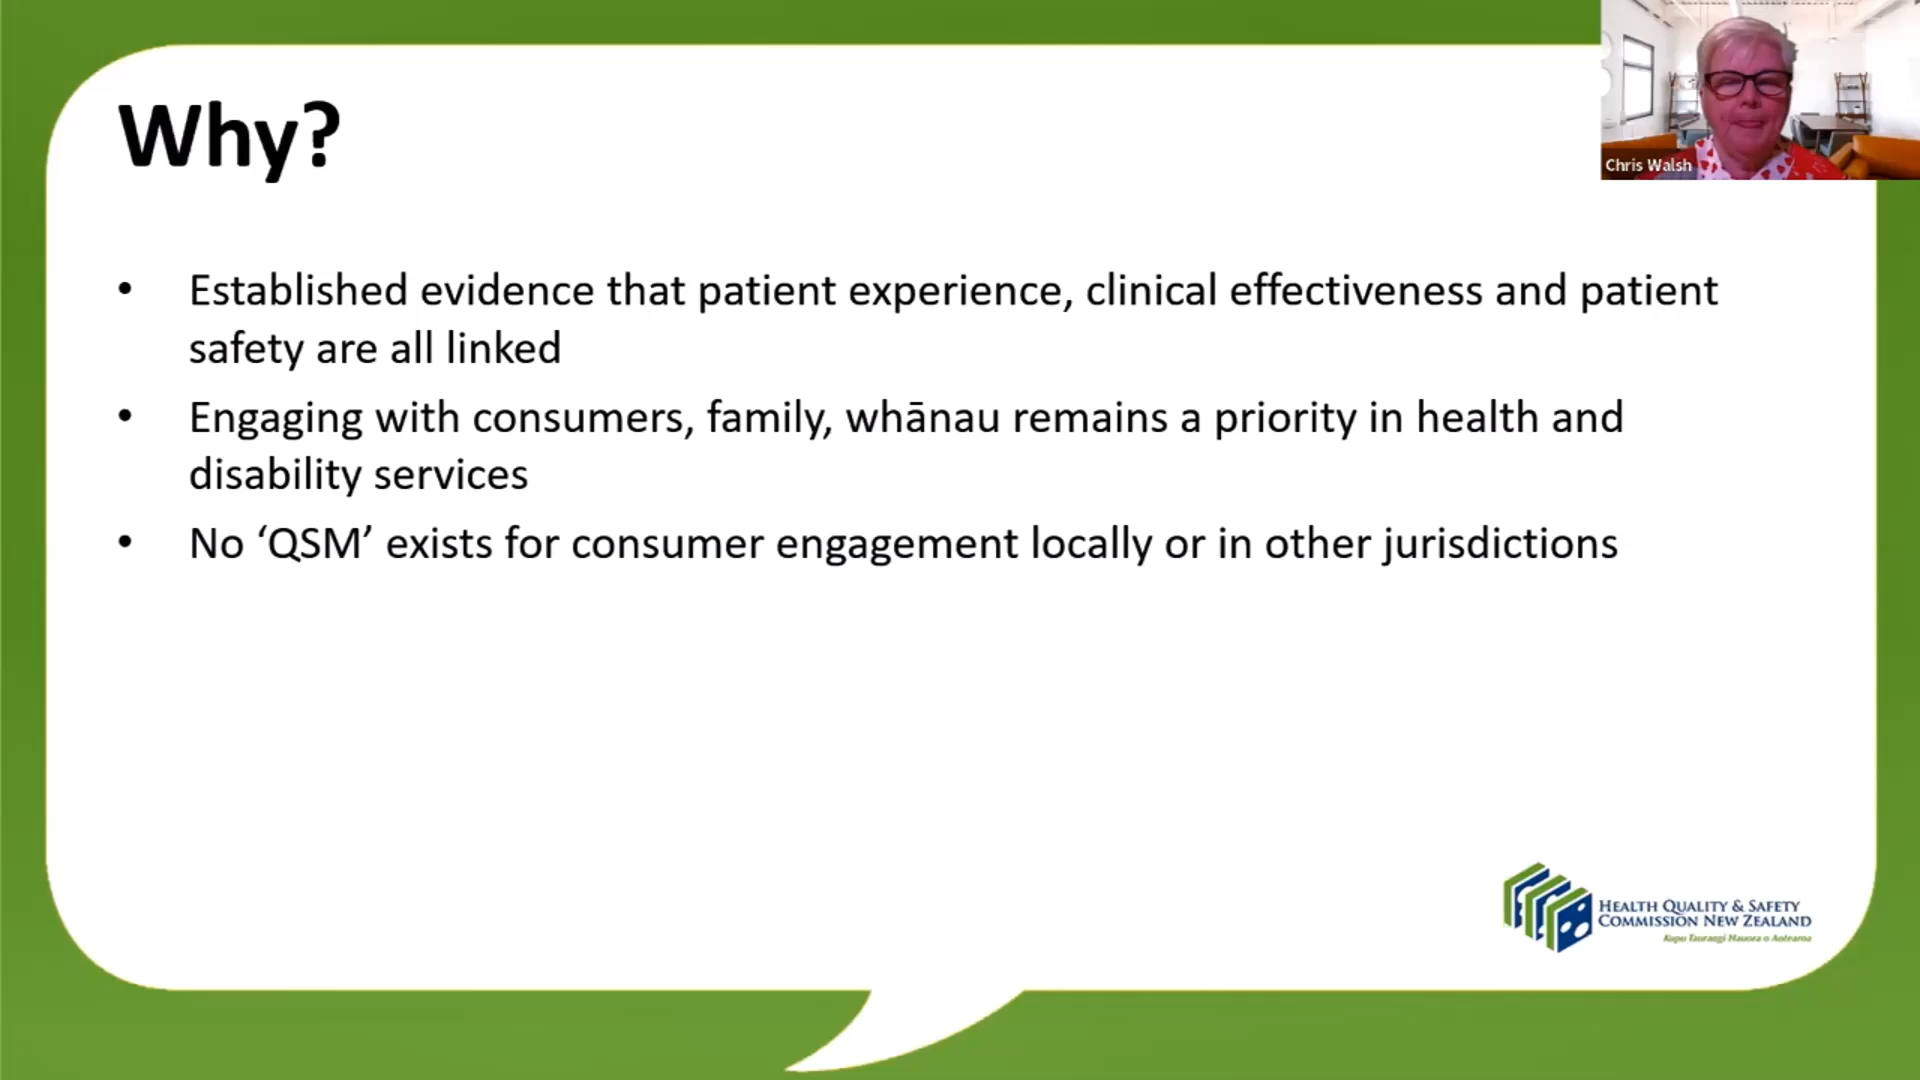 Why?
Chris Walsh
• Established evidence that patient experience, clinical effectiveness and patient
safety are all linked
• Engaging with consumers, family, whānau remains a priority in health and
disability services
• No ‘QSM’ exists for consumer engagement locally or in other jurisdictions
HEALTH QUALITY & SAFETY
COMMISSION NEW ZEALAND
Kupu Taurangi Hauora o Aotearoa